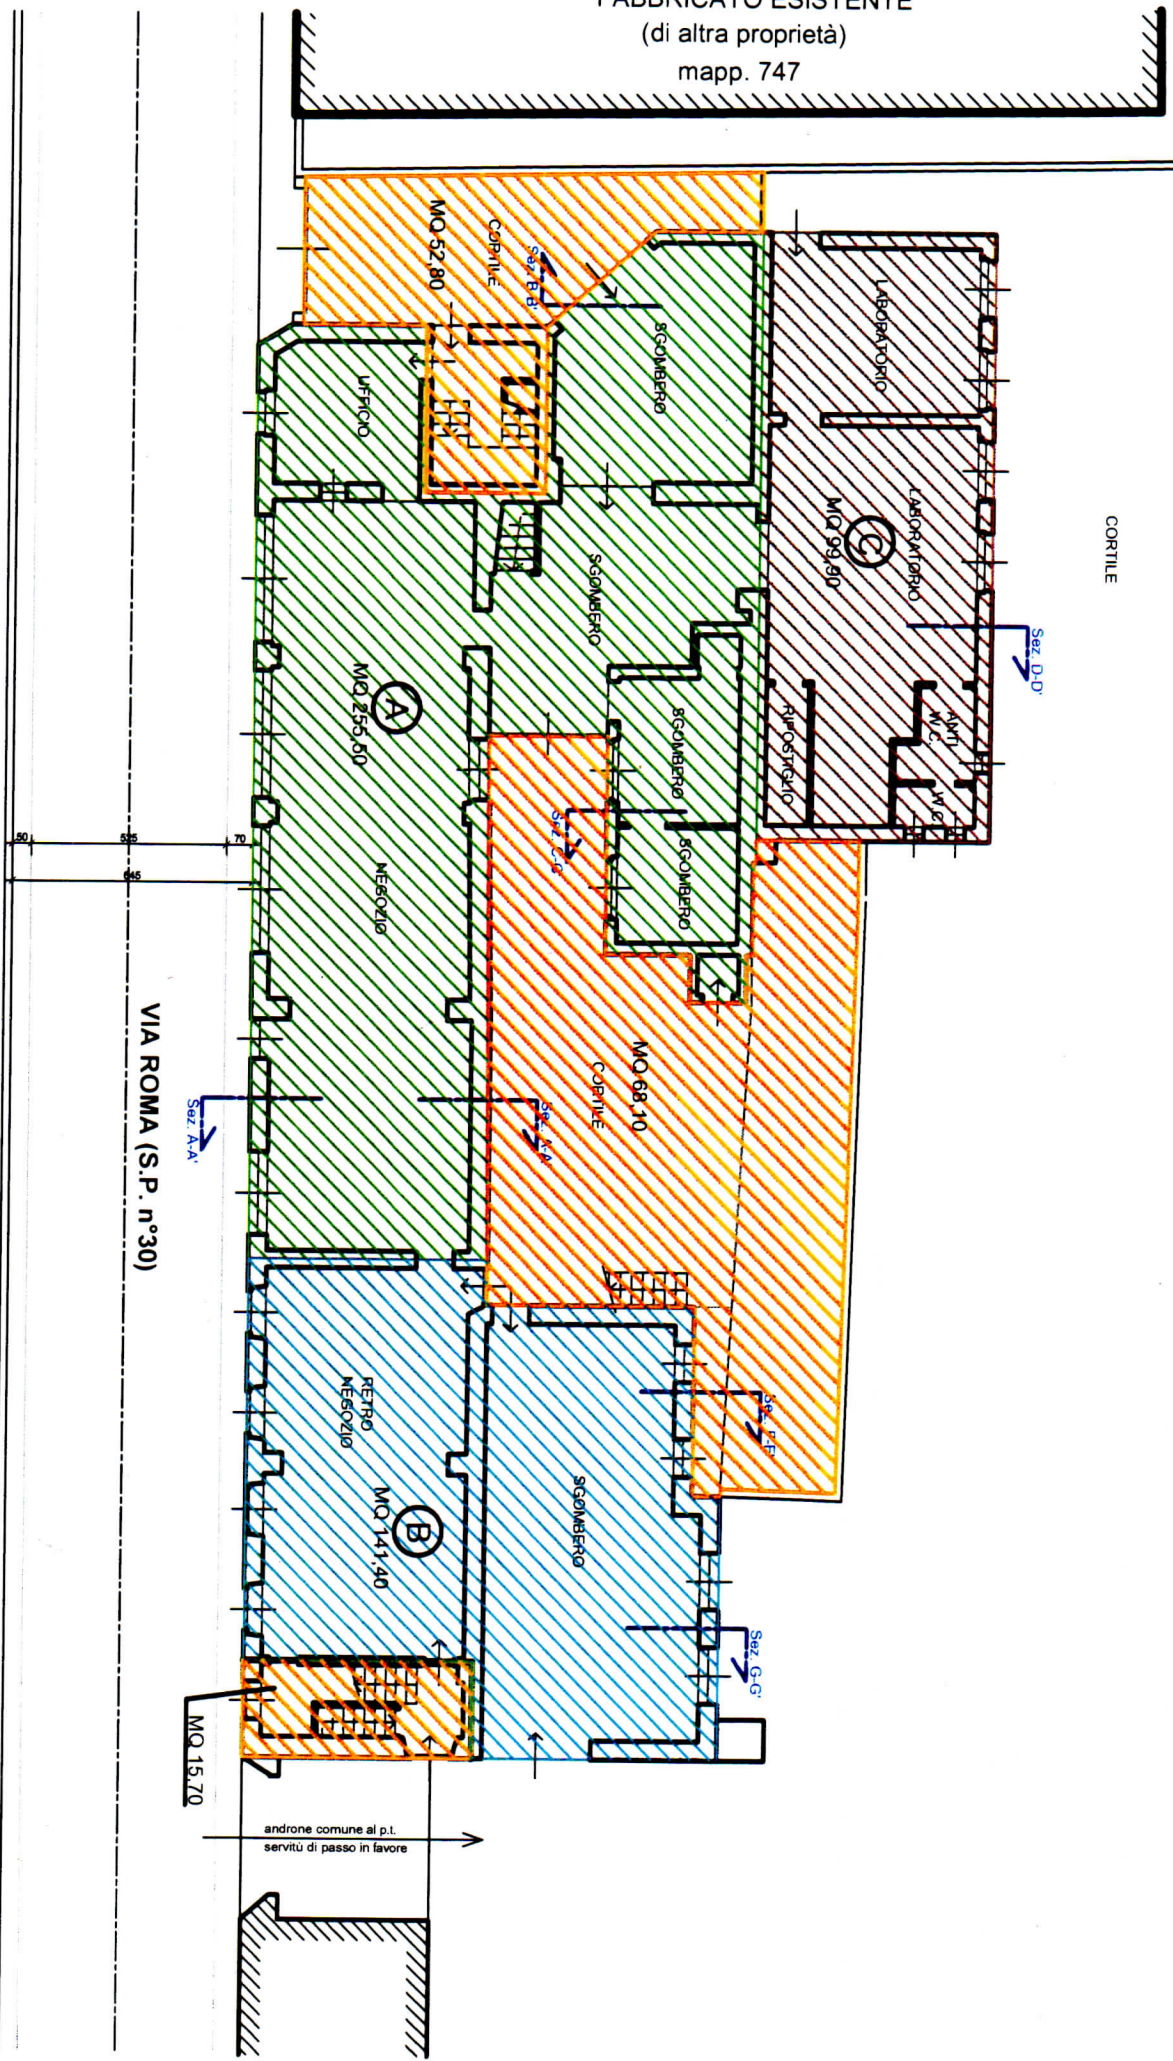 FABBRICATO ESISTENTE
(di altra proprietà)
mapp. 747
CORTILE
MQ 52,80
CORTILE
Sez. B-B'
SGOMBERO
LABORATORIO
UFFICIO
LABORATORIO
C
MQ 99,90
CORTILE
Sez. D-D'
SGOMBERO
A
MQ 255,50
SGOMBERO
RIPOSTIGLIO
ANTI
W.C.
W.C.
Sez. C-C'
SGOMBERO
NEGOZIO
50
70
645
VIA ROMA (S.P. n°30)
MQ 68,10
CORTILE
Sez. A-A'
Sez. A-A'
RETRO
NEGOZIO
B
MQ 141,40
SGOMBERO
Sez. G-G'
MQ 15,70
androne comune al p.t.
servitù di passo in favore